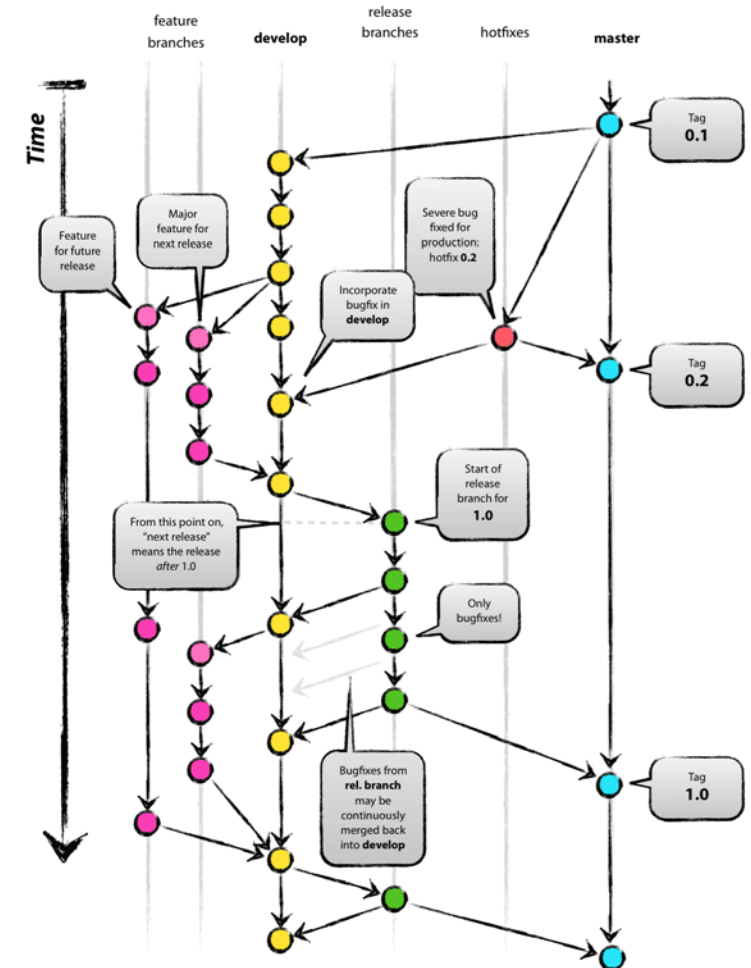 feature
branches
develop
release
branches
hotfixes
master
Time
Tag
0.1
Major
feature for
next release
Severe bug
fixed for
production:
hotfix 0.2
Feature
for future
release
Incorporate
bugfix in
develop
Tag
0.2
Start of
release
branch for
1.0
From this point on,
“next release”
means the release
after 1.0
Only
bugfixes!
Tag
1.0
Bugfixes from
rel. branch
may be
continuously
merged back
into develop